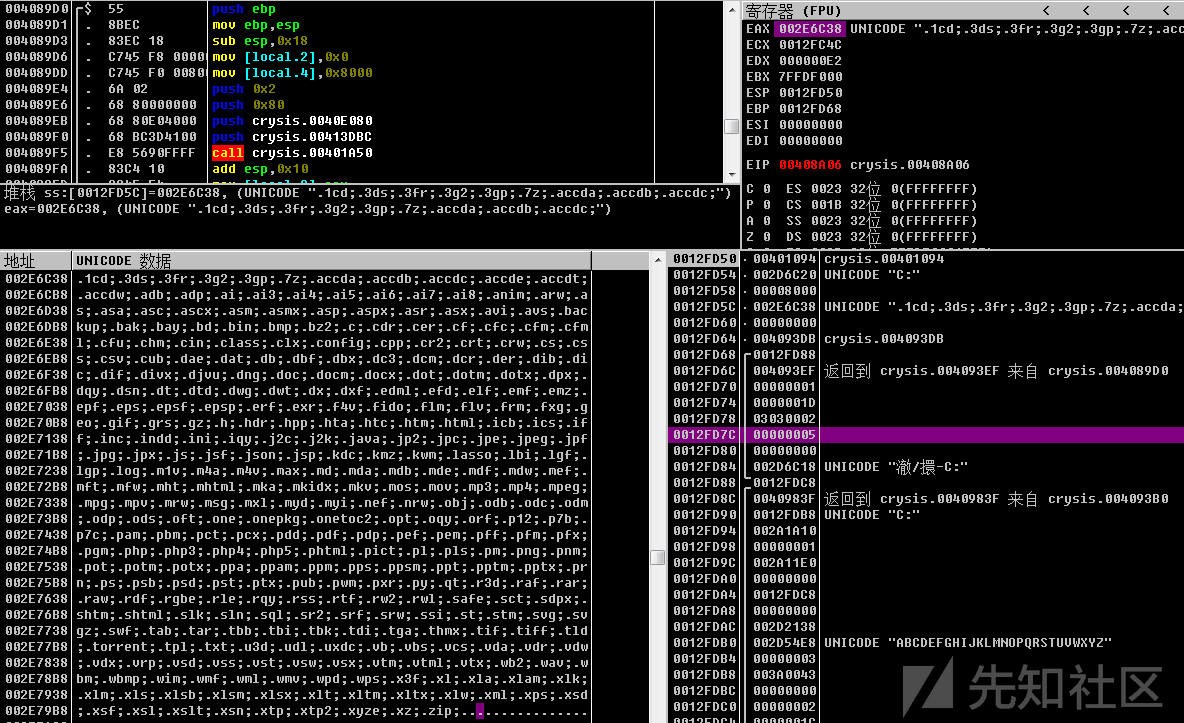 004089D0 $ 55 push ebp
004089D1 . 8BEC mov ebp,esp
004089D3 . 83EC 18 sub esp,0x18
004089D6 . C745 F8 0000 mov [local.2],0x0
004089DD . C745 F0 0080 mov [local.4],0x8000
004089E4 . 6A 02 push 0x2
004089E6 . 68 80000000 push 0x80
004089EB . 68 80E04000 push crysis.0040E080
004089F0 . 68 BC3D4100 push crysis.00413DBC
004089F5 . E8 5690FFFF call crysis.00401A50
004089FA . 83C4 10 add esp,0x10
堆栈 ss:[0012FD5C]=002E6C38, (UNICODE ".1cd;.3ds;.3fr;.3g2;.3gp;.7z;.accda;.accdb;.accdc;")
eax=002E6C38, (UNICODE ".1cd;.3ds;.3fr;.3g2;.3gp;.7z;.accda;.accdb;.accdc;")
寄存器 (FPU) < < < <
EAX 002E6C38 UNICODE ".1cd;.3ds;.3fr;.3g2;.3gp;.7z;.acc
ECX 0012FC4C
EDX 000000E2
EBX 7FFDF000
ESP 0012FD50
EBP 0012FD68
ESI 00000000
EDI 00000000
EIP 00408A06 crysis.00408A06
C 0 ES 0023 32位 0(FFFFFFFF)
P 0 CS 001B 32位 0(FFFFFFFF)
A 0 SS 0023 32位 0(FFFFFFFF)
Z 0 DS 0023 32位 0(FFFFFFFF)
地址 UNICODE 数据
002E6C38 .1cd;.3ds;.3fr;.3g2;.3gp;.7z;.accda;.accdb;.accdc;.accde;.accdt;
002E6CB8 .accdw;.adb;.adp;.ai;.ai3;.ai4;.ai5;.ai6;.ai7;.ai8;.anim;.arw;.a
002E6D38 s;.asa;.asc;.ascx;.asm;.asmx;.asp;.aspx;.asr;.asx;.avi;.avs;.bac
002E6DB8 kup;.bak;.bay;.bd;.bin;.bmp;.bz2;.c;.cdr;.cer;.cf;.cfc;.cfm;.cfm
002E6E38 l;.cfu;.chm;.cin;.class;.clx;.config;.cpp;.cr2;.crt;.crw;.cs;.cs
002E6EB8 s;.csv;.cub;.dae;.dat;.db;.dbf;.dbx;.dc3;.dcm;.dcr;.der;.dib;.di
002E6F38 c;.dif;.divx;.djvu;.dng;.doc;.docm;.docx;.dot;.dotm;.dotx;.dpx;.
002E6FB8 dqy;.dsn;.dt;.dtd;.dwg;.dwt;.dx;.dxf;.edml;.efd;.elf;.emf;.emz;.
002E7038 epf;.eps;.epsf;.epsp;.erf;.exr;.f4v;.fido;.flm;.flv;.frm;.fxg;.g
002E70B8 eo;.gif;.grs;.gz;.h;.hdr;.hpp;.hta;.htc;.htm;.html;.icb;.ics;.if
002E7138 f;.inc;.indd;.ini;.iqy;.j2c;.j2k;.java;.jp2;.jpc;.jpe;.jpeg;.jpf
002E71B8 ;.jpg;.jpx;.js;.jsf;.json;.jsp;.kdc;.kmz;.kwm;.lasso;.lbi;.lgf;.
002E7238 lgp;.log;.m1v;.m4a;.m4v;.max;.md;.mda;.mdb;.mde;.mdf;.mdw;.mef;.
002E72B8 mft;.mfw;.mht;.mhtml;.mka;.mkidx;.mkv;.mos;.mov;.mp3;.mp4;.mpeg;
002E7338 .mpg;.mpv;.mrw;.msg;.mxl;.myd;.myi;.nef;.nrw;.obj;.odb;.odc;.odm
002E73B8 ;.odp;.ods;.oft;.one;.onepkg;.onetoc2;.opt;.oqy;.orf;.p12;.p7b;.
002E7438 p7c;.pam;.pbm;.pct;.pcx;.pdd;.pdf;.pdp;.pef;.pem;.pff;.pfm;.pfx;
002E74B8 .pgm;.php;.php3;.php4;.php5;.phtml;.pict;.pl;.pls;.pm;.png;.pnm;
002E7538 .pot;.potm;.potx;.ppa;.ppam;.ppm;.pps;.ppsm;.ppt;.pptm;.pptx;.pr
002E75B8 n;.ps;.psb;.psd;.pst;.ptx;.pub;.pwm;.pxr;.py;.qt;.r3d;.raf;.rar;
002E7638 .raw;.rdf;.rgbe;.rle;.rqy;.rss;.rtf;.rw2;.rwl;.safe;.sct;.sdpx;.
002E76B8 shtm;.shtml;.slk;.sln;.sql;.sr2;.srf;.srw;.ssi;.st;.stm;.svg;.sv
002E7738 gz;.swf;.tab;.tar;.tbb;.tbi;.tbk;.tdi;.tga;.thmx;.tif;.tiff;.tld
002E77B8 ;.torrent;.tpl;.txt;.u3d;.udl;.uxdc;.vb;.vbs;.vcs;.vda;.vdr;.vdw
002E7838 ;.vdx;.vrp;.vsd;.vss;.vst;.vsw;.vsx;.vtm;.vtml;.vtx;.wb2;.wav;.w
002E78B8 bm;.wbmp;.wim;.wmf;.wml;.wmv;.wpd;.wps;.x3f;.xl;.xla;.xlam;.xlk;
002E7938 .xlm;.xls;.xlsb;.xlsm;.xlsx;.xlt;.xltm;.xltx;.xlw;.xml;.xps;.xsd
002E79B8 ;.xsf;.xsl;.xslt;.xsn;.xtp;.xtp2;.xyze;.xz;.zip;...............
0012FD50 00401094 crysis.00401094
0012FD54 002D6C20 UNICODE "C:"
0012FD58 00008000
0012FD5C 002E6C38 UNICODE ".1cd;.3ds;.3fr;.3g2;.3gp;.7z;.accda;
0012FD60 00000000
0012FD64 004093DB crysis.004093DB
0012FD68 0012FD88
0012FD6C 004093EF 返回到 crysis.004093EF 来自 crysis.004089D0
0012FD70 00000001
0012FD74 0000001D
0012FD78 03030002
0012FD7C 00000005
0012FD80 00000000
0012FD84 002D6C18 UNICODE "澈/擐-C:"
0012FD88 0012FDC8
0012FD8C 0040983F 返回到 crysis.0040983F 来自 crysis.004093B0
0012FD90 0012FDB8 UNICODE "C:"
0012FD94 002A1A10
0012FD98 00000001
0012FD9C 002A11E0
0012FDA0 00000000
0012FDA4 0012FDC8
0012FDA8 00000000
0012FDAC 002D2138
0012FDB0 002D54E8 UNICODE "ABCDEFGHIJKLMNOPQRSTUVWXYZ"
0012FDB4 00000003
0012FDB8 003A0043
0012FDBC 00000000
0012FDC0 00000002
先知社区